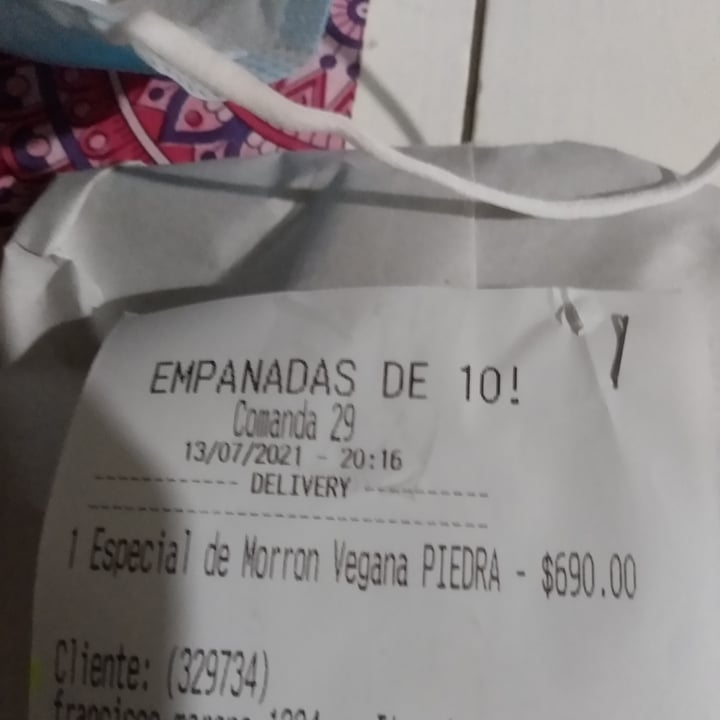 EMPANADAS DE 10!
Comanda 29
13/07/2021 - 20:16
----------- DELIVERY -----------
1 Especial de Morron Vegana PIEDRA - $690.00
Cliente: (329734)